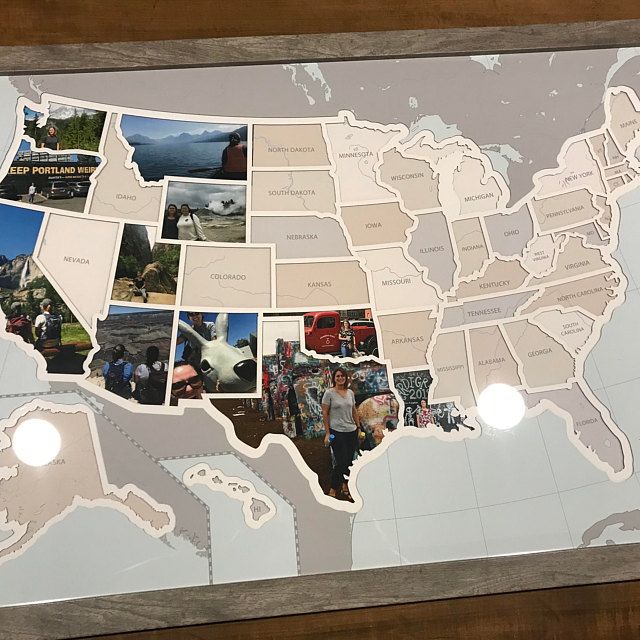 KEEP PORTLAND WEIRD
IDAHO
NEVADA
COLORADO
NORTH DAKOTA
SOUTH DAKOTA
NEBRASKA
KANSAS
MINNESOTA
IOWA
MISSOURI
ARKANSAS
WISCONSIN
ILLINOIS
MICHIGAN
INDIANA
OHIO
KENTUCKY
TENNESSEE
MISSISSIPPI
ALABAMA
GEORGIA
FLORIDA
SOUTH
CAROLINA
NORTH CAROLINA
VIRGINIA
WEST
VIRGINIA
PENNSYLVANIA
NEW YORK
MAINE
MD
HI